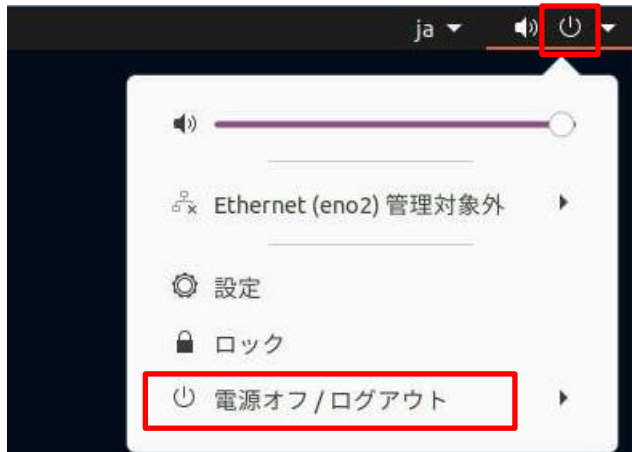 ja
Ethernet (eno2) 管理対象外
設定
ロック
電源オフ / ログアウト